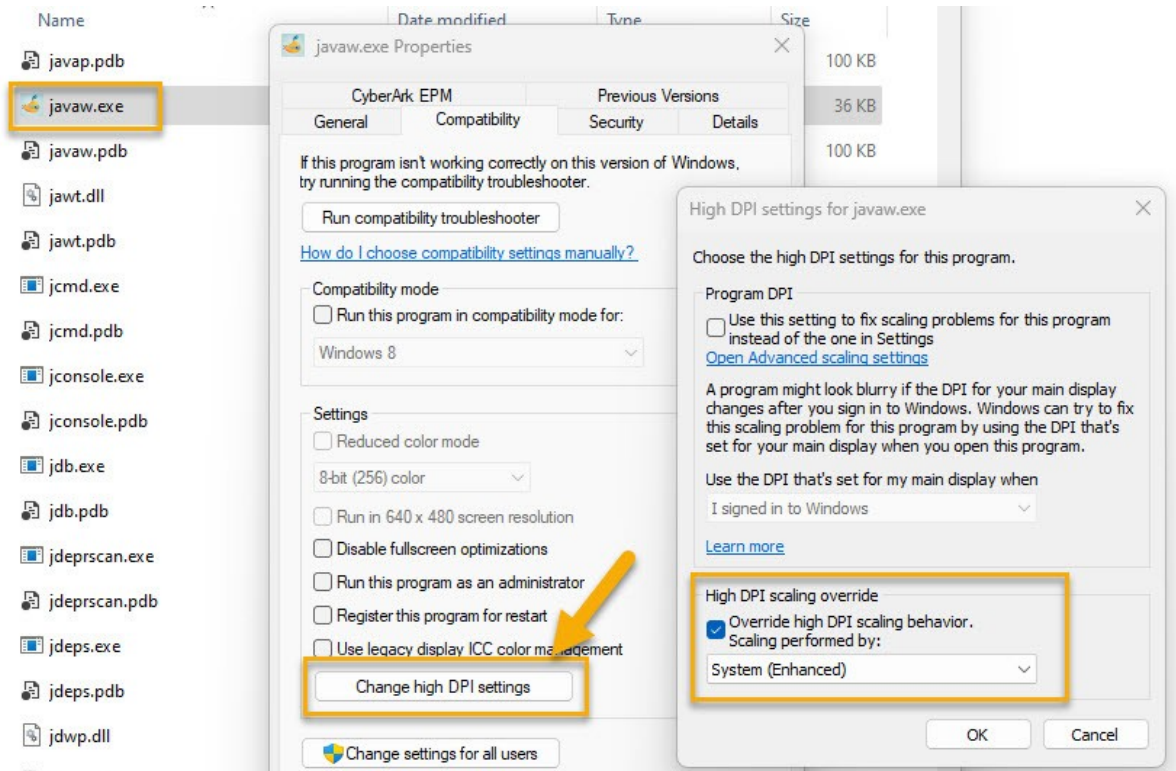 Name
Date modified
Type
Size
javap.pdb
100 KB
javaw.exe
36 KB
javaw.pdb
100 KB
jawt.dll
jawt.pdb
jcmd.exe
jcmd.pdb
jconsole.exe
jconsole.pdb
jdb.exe
jdb.pdb
jdeprscan.exe
jdeprscan.pdb
jdeps.exe
jdeps.pdb
jdwp.dll
javaw.exe Properties
CyberArk EPM
Previous Versions
General
Compatibility
Security
Details
If this program isn't working correctly on this version of Windows,
try running the compatibility troubleshooter.
Run compatibility troubleshooter
How do I choose compatibility settings manually?
Compatibility mode
Run this program in compatibility mode for:
Windows 8
Settings
Reduced color mode
8-bit (256) color
Run in 640 x 480 screen resolution
Disable fullscreen optimizations
Run this program as an administrator
Register this program for restart
Use legacy display ICC color management
Change high DPI settings
Change settings for all users
High DPI settings for javaw.exe
Choose the high DPI settings for this program.
Program DPI
Use this setting to fix scaling problems for this program
instead of the one in Settings
Open Advanced scaling settings
A program might look blurry if the DPI for your main display
changes after you sign in to Windows. Windows can try to fix
this scaling problem for this program by using the DPI that's
set for your main display when you open this program.
Use the DPI that's set for my main display when
I signed in to Windows
Learn more
High DPI scaling override
Override high DPI scaling behavior.
Scaling performed by:
System (Enhanced)
OK
Cancel